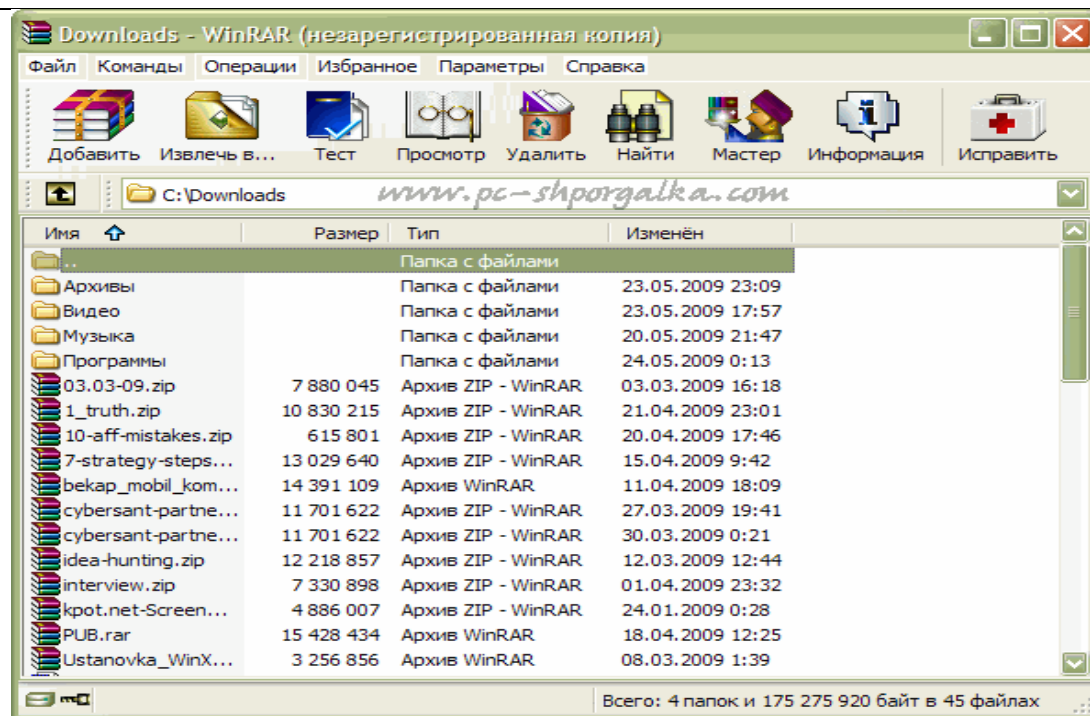 Downloads - WinRAR (незарегистрированная копия)
Файл Команды Операции Избранное Параметры Справка
Добавить Извлечь в... Тест Просмотр Удалить Найти Мастер Информация Исправить
C:\Downloads www.pc-shporgalka.com
Имя Размер Тип Изменён
.. Папка с файлами
Архивы Папка с файлами 23.05.2009 23:09
Видео Папка с файлами 23.05.2009 17:57
Музыка Папка с файлами 20.05.2009 21:47
Программы Папка с файлами 24.05.2009 0:13
03.03-09.zip 7 880 045 Архив ZIP - WinRAR 03.03.2009 16:18
1_truth.zip 10 830 215 Архив ZIP - WinRAR 21.04.2009 23:01
10-aff-mistakes.zip 615 801 Архив ZIP - WinRAR 20.04.2009 17:46
7-strategy-steps... 13 029 640 Архив ZIP - WinRAR 15.04.2009 9:42
bekap_mobil_kom... 14 391 109 Архив WinRAR 11.04.2009 18:09
cybersant-partne... 11 701 622 Архив ZIP - WinRAR 27.03.2009 19:41
cybersant-partne... 11 701 622 Архив ZIP - WinRAR 30.03.2009 0:21
idea-hunting.zip 12 218 857 Архив ZIP - WinRAR 12.03.2009 12:44
interview.zip 7 330 898 Архив ZIP - WinRAR 01.04.2009 23:32
kpot.net-Screen... 4 886 007 Архив ZIP - WinRAR 24.01.2009 0:28
PUB.rar 15 428 434 Архив WinRAR 18.04.2009 12:25
Ustanovka_WinX... 3 256 856 Архив WinRAR 08.03.2009 1:39
Всего: 4 папок и 175 275 920 байт в 45 файлах